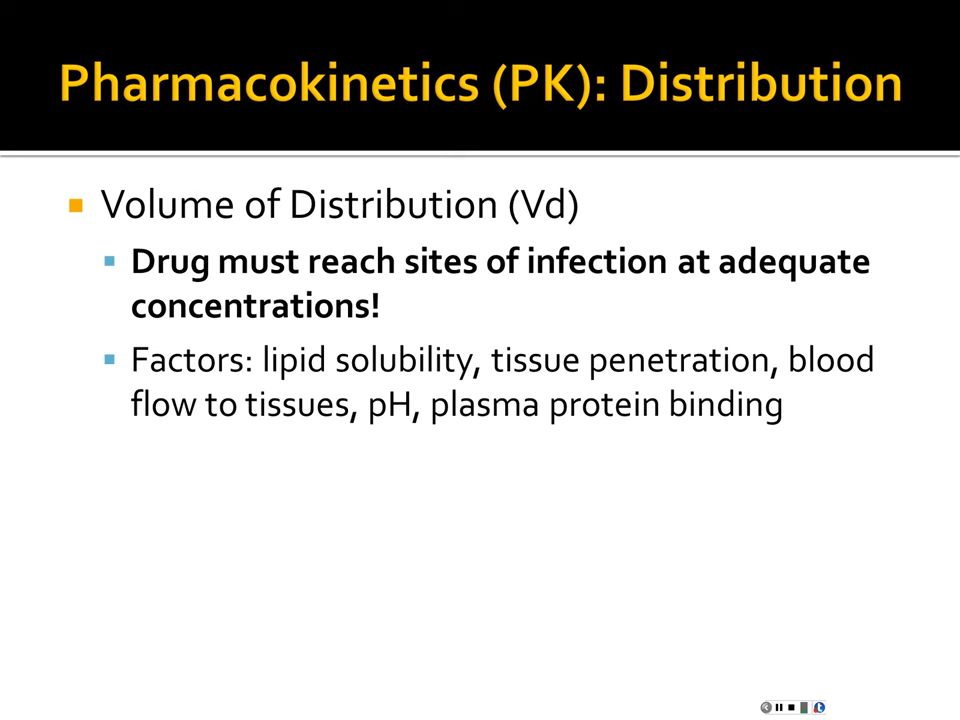 Pharmacokinetics (PK): Distribution
Volume of Distribution (Vd)
Drug must reach sites of infection at adequate
concentrations!
Factors: lipid solubility, tissue penetration, blood
flow to tissues, pH, plasma protein binding